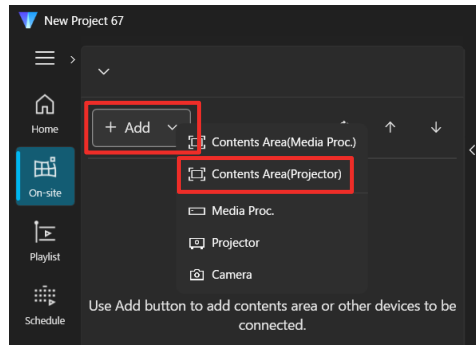 New Project 67
Home
+ Add
Contents Area(Media Proc.)
On-site
Contents Area(Projector)
Media Proc.
Playlist
Projector
Camera
Schedule
Use Add button to add contents area or other devices to be
connected.